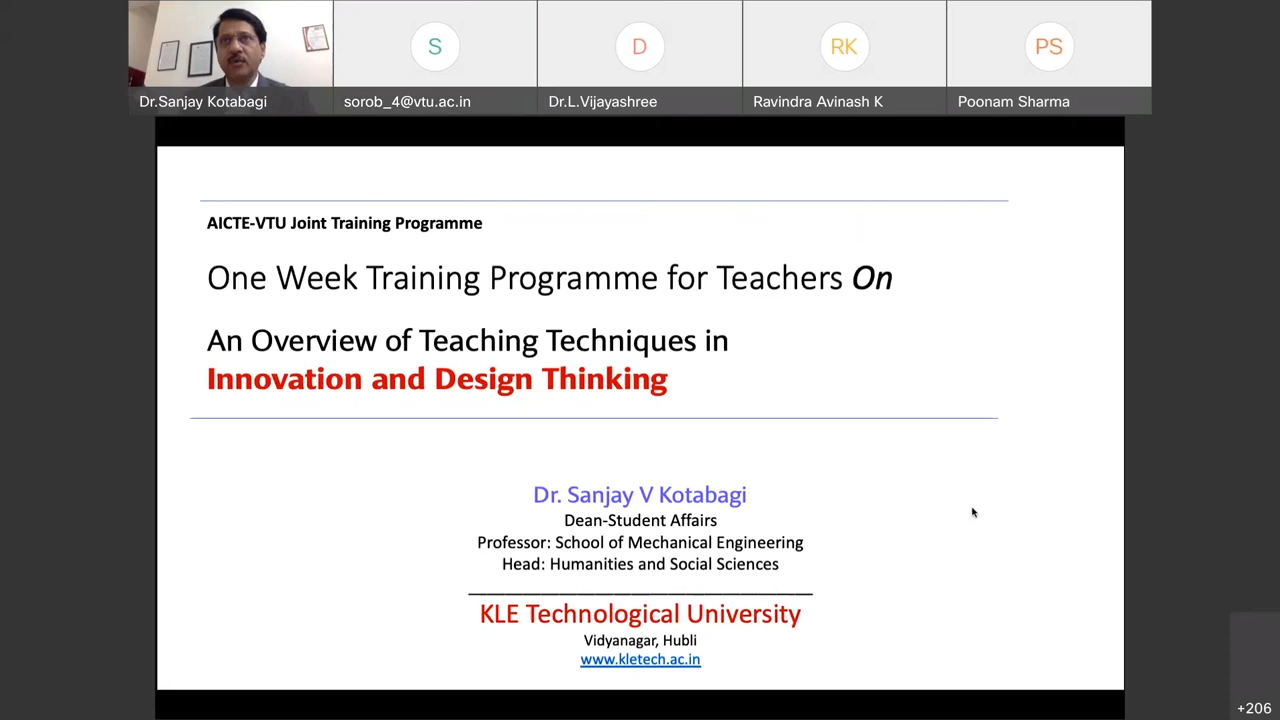 S
D
RK
PS
Dr.Sanjay Kotabagi
sorob_4@vtu.ac.in
Dr.L.Vijayashree
Ravindra Avinash K
Poonam Sharma
AICTE-VTU Joint Training Programme
One Week Training Programme for Teachers On
An Overview of Teaching Techniques in
Innovation and Design Thinking
Dr. Sanjay V Kotabagi
Dean-Student Affairs
Professor: School of Mechanical Engineering
Head: Humanities and Social Sciences
KLE Technological University
Vidyanagar, Hubli
www.kletech.ac.in
+206